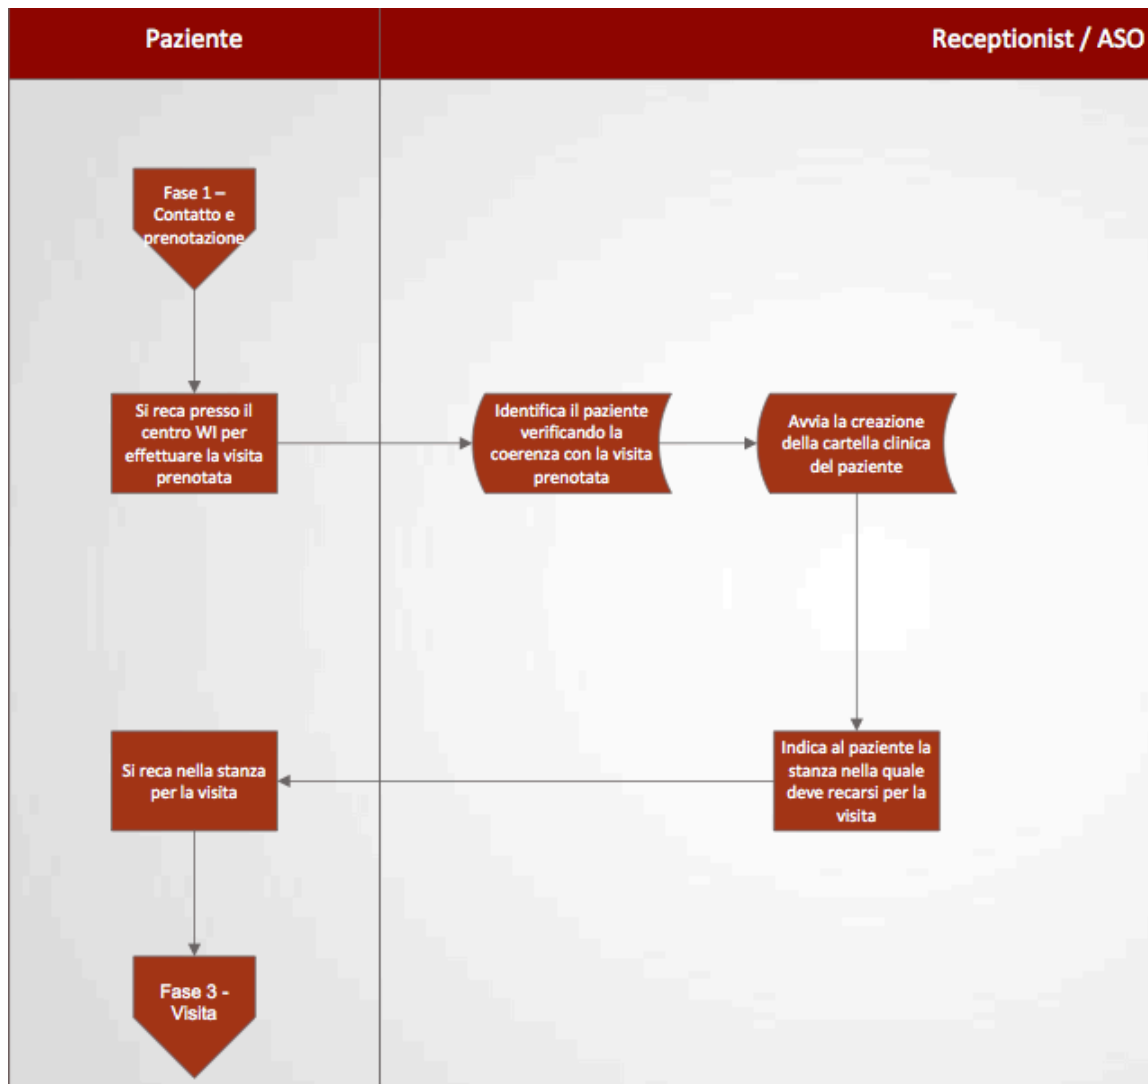 Paziente
Receptionist / ASO
Fase 1 –
Contatto e
prenotazione
Si reca presso il
centro WI per
effettuare la visita
prenotata
Identifica il paziente
verificando la
coerenza con la visita
prenotata
Avvia la creazione
della cartella clinica
del paziente
Si reca nella stanza
per la visita
Indica al paziente la
stanza nella quale
deve recarsi per la
visita
Fase 3 -
Visita